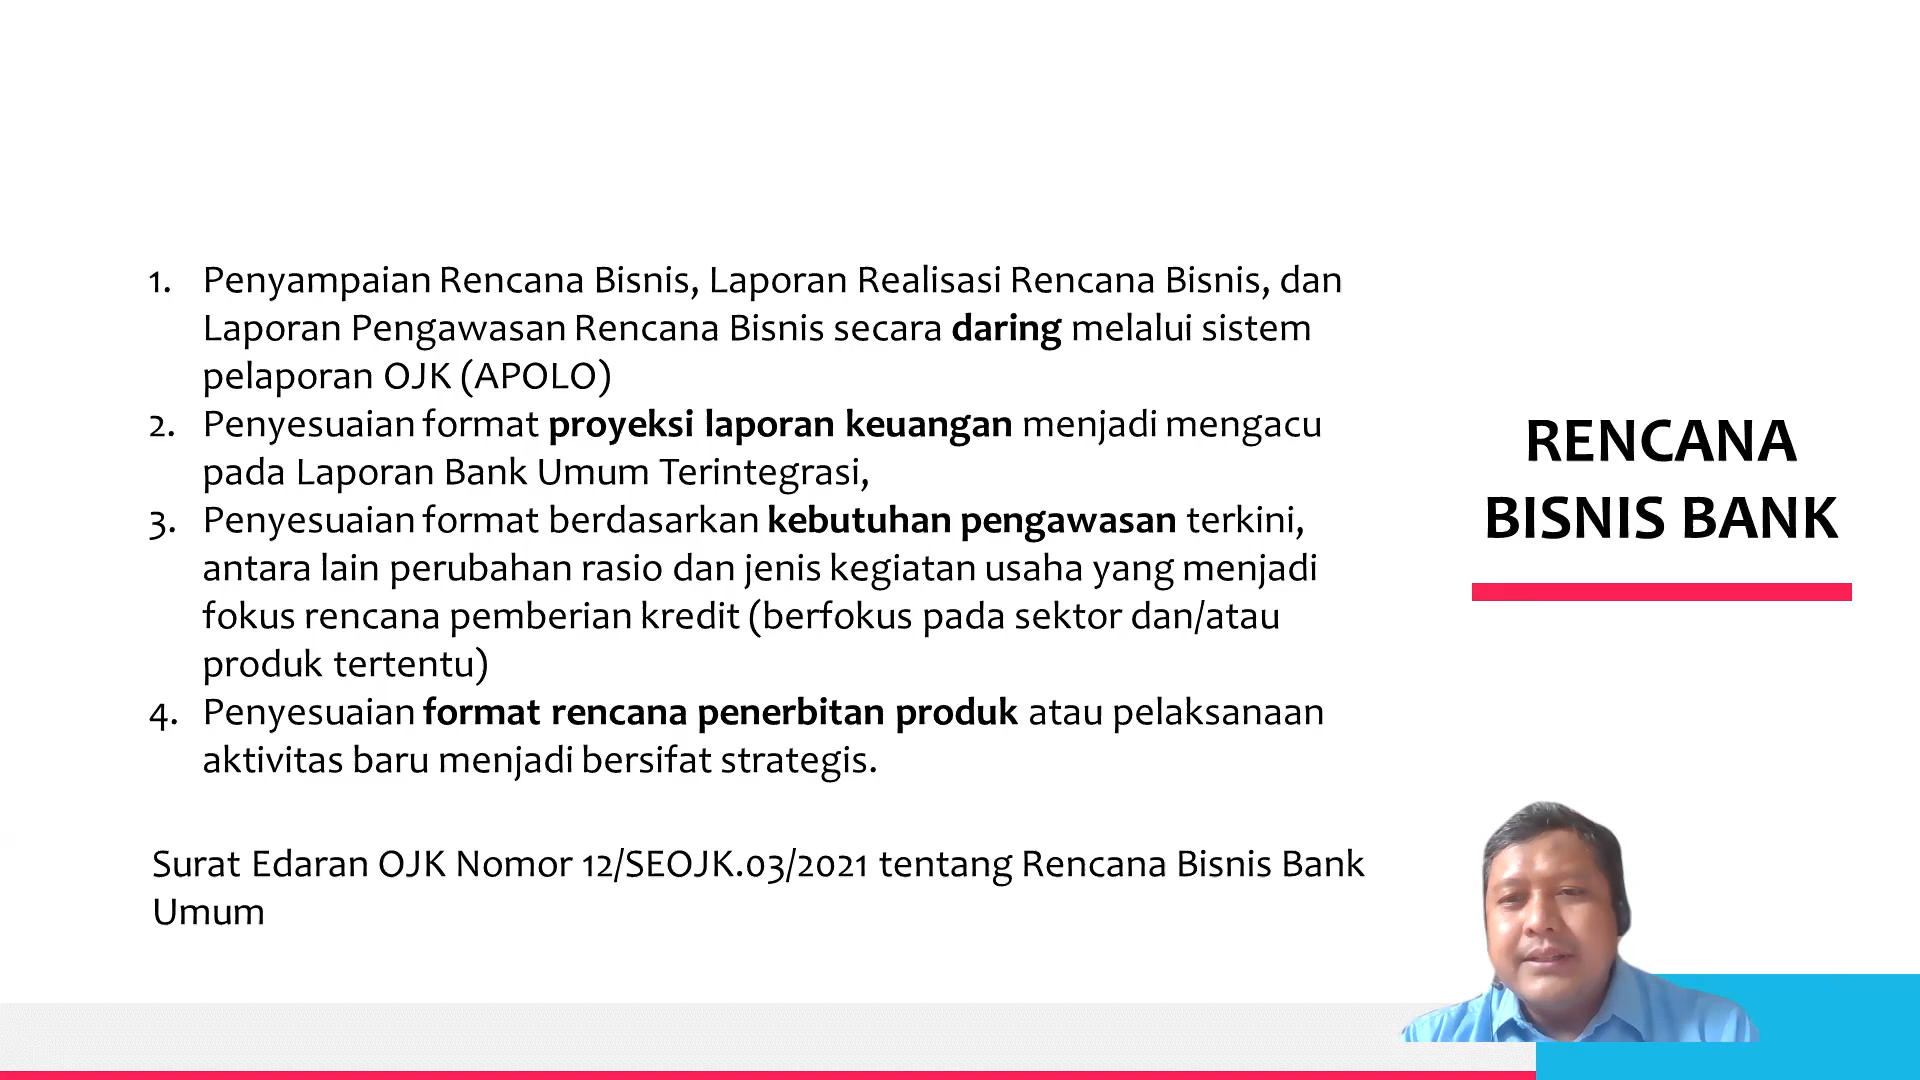 1. Penyampaian Rencana Bisnis, Laporan Realisasi Rencana Bisnis, dan
Laporan Pengawasan Rencana Bisnis secara daring melalui sistem
pelaporan OJK (APOLO)
2. Penyesuaian format proyeksi laporan keuangan menjadi mengacu
pada Laporan Bank Umum Terintegrasi,
3. Penyesuaian format berdasarkan kebutuhan pengawasan terkini,
antara lain perubahan rasio dan jenis kegiatan usaha yang menjadi
fokus rencana pemberian kredit (berfokus pada sektor dan/atau
produk tertentu)
4. Penyesuaian format rencana penerbitan produk atau pelaksanaan
aktivitas baru menjadi bersifat strategis.
Surat Edaran OJK Nomor 12/SEOJK.03/2021 tentang Rencana Bisnis Bank
Umum
RENCANA
BISNIS BANK